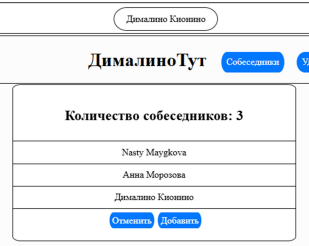 Дималино Кионино
ДималиноТут Собеседники
Количество собеседников: 3
Nasty Maygkova
Анна Морозова
Дималино Кионино
Отменить Добавить